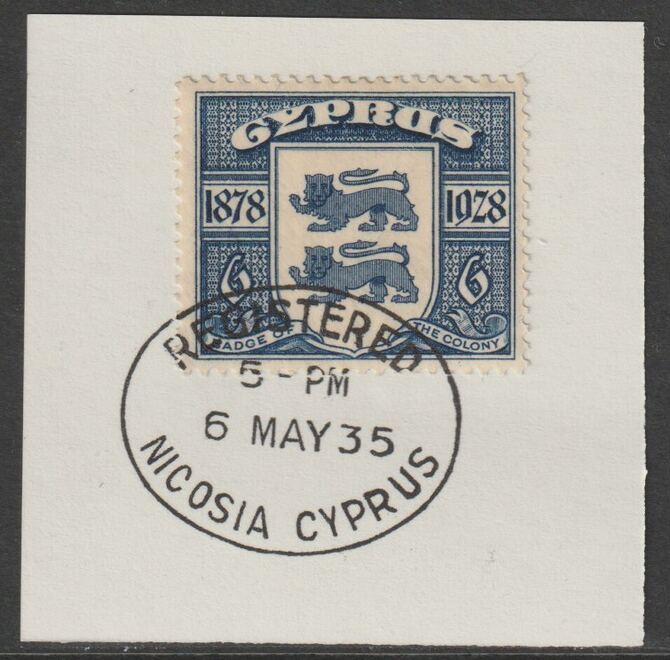 CYPRUS
1878 1928
6 6
BADGE OF THE COLONY
REGISTERED
5 - PM
6 MAY 35
NICOSIA CYPRUS